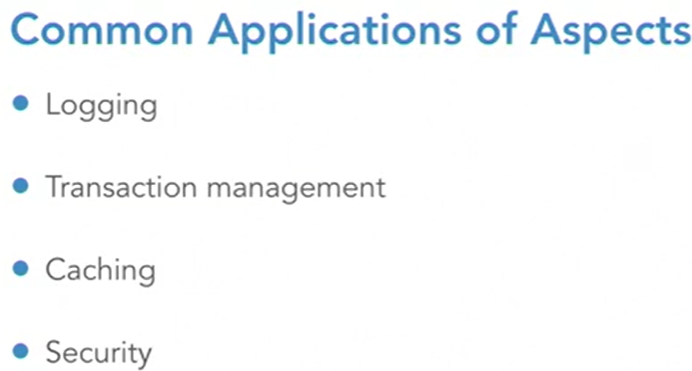 Common Applications of Aspects
Logging
Transaction management
Caching
Security